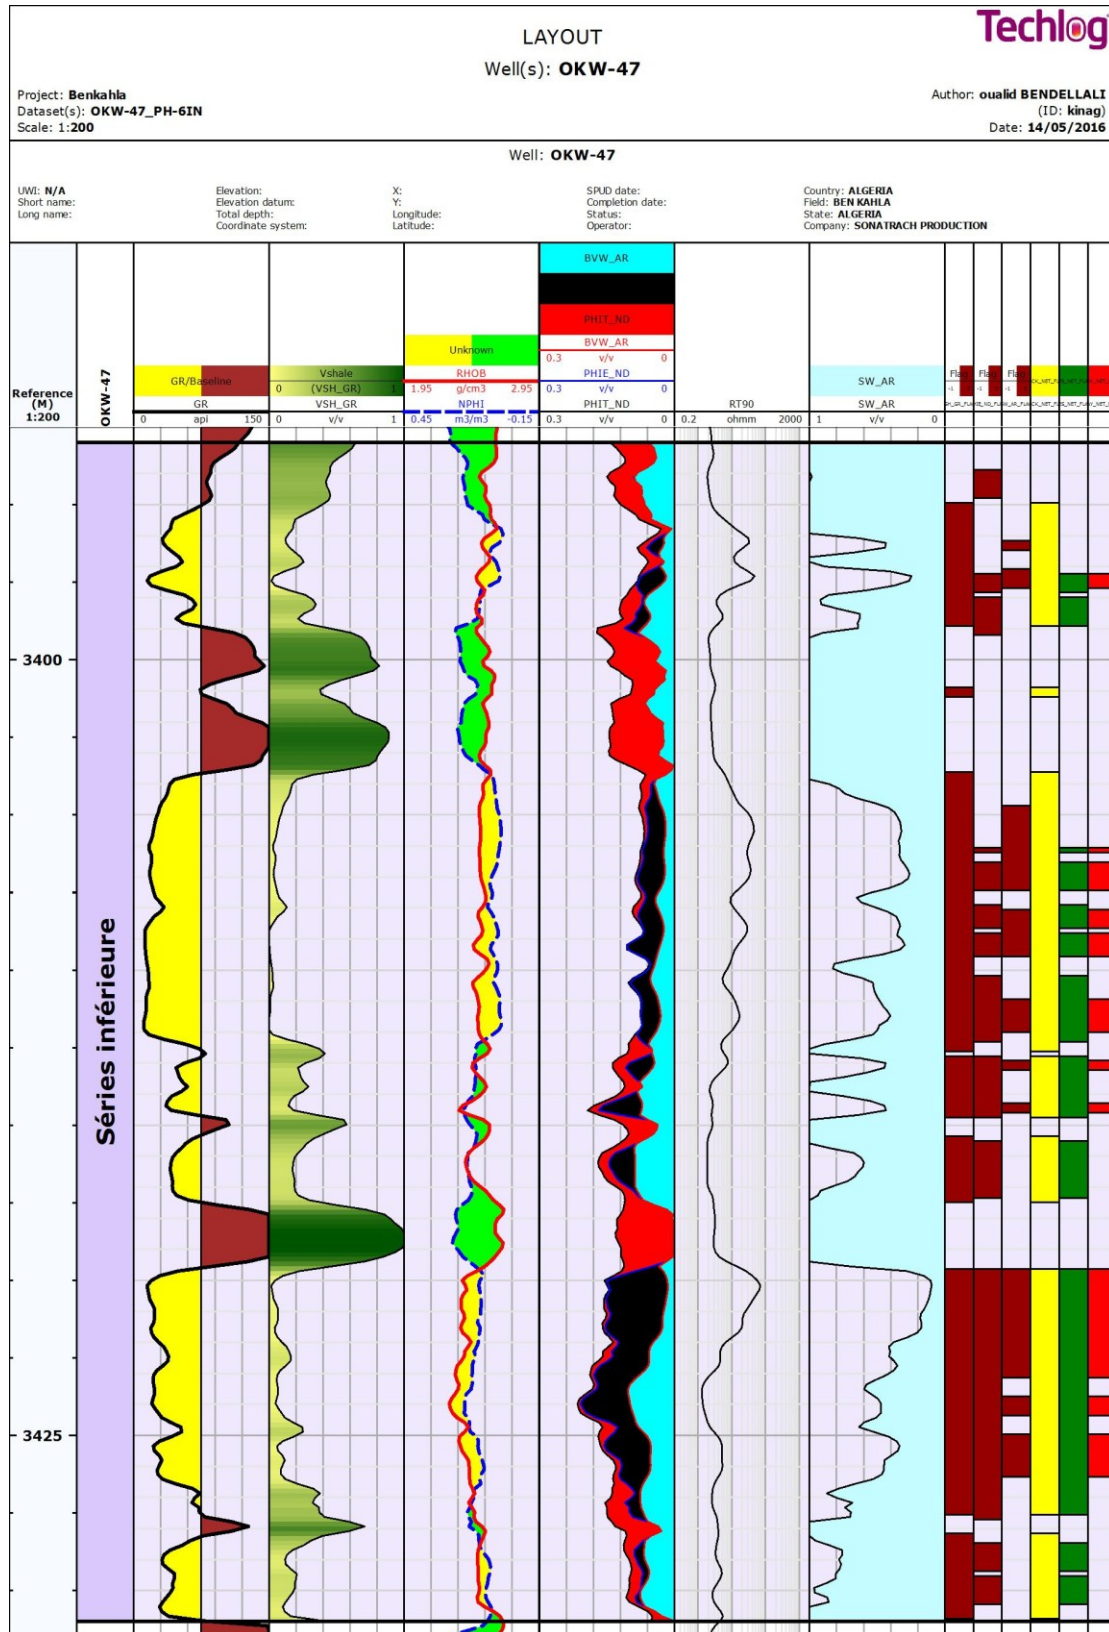 Techlog
LAYOUT
Well(s): OKW-47
Project: Benkahla
Dataset(s): OKW-47_PH-6IN
Scale: 1:200
Author: oualid BENDELLALI
(ID: kinag)
Date: 14/05/2016
Well: OKW-47
UWI: N/A
Short name:
Long name:
Elevation:
Elevation datum:
Total depth:
Coordinate system:
X:
Y:
Longitude:
Latitude:
SPUD date:
Completion date:
Status:
Operator:
Country: ALGERIA
Field: BEN KAHLA
State: ALGERIA
Company: SONATRACH PRODUCTION
Reference
(M)
1:200
OKW-47
GR/Baseline
GR
0 api 150
Vshale
0 (VSH_GR) 1
VSH_GR
0 v/v 1
Unknown
RHOB
1.95 g/cm3 2.95
NPHI
0.45 m3/m3 -0.15
BVW_AR
PHIT_ND
BVW_AR
0.3 v/v 0
PHIE_ND
0.3 v/v 0
PHIT_ND
0.3 v/v 0
RT90
0.2 ohmm 2000
SW_AR
SW_AR
1 v/v 0
Flag
Flag
Flag
-1
-1
-1
3400
Séries inférieure
3425